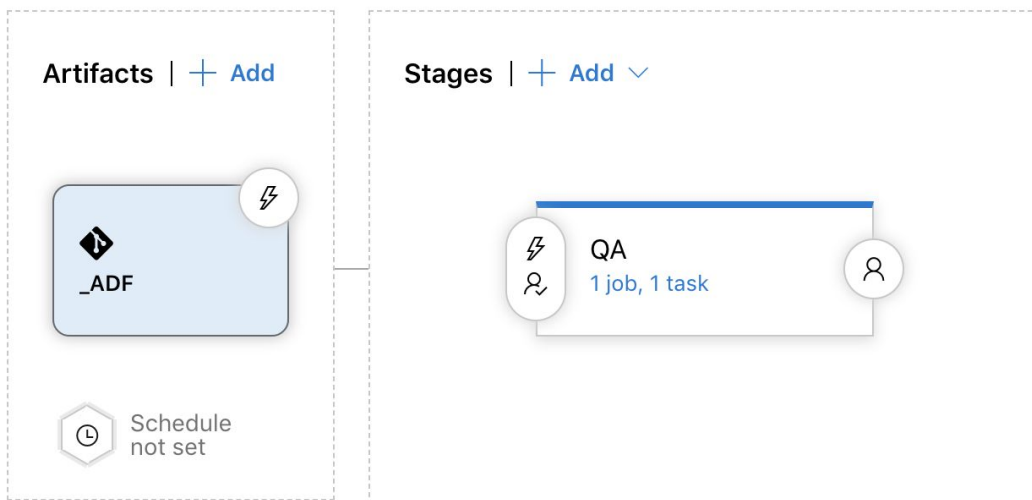 Artifacts | + Add
Stages | + Add
_ADF
QA
1 job, 1 task
Schedule
not set